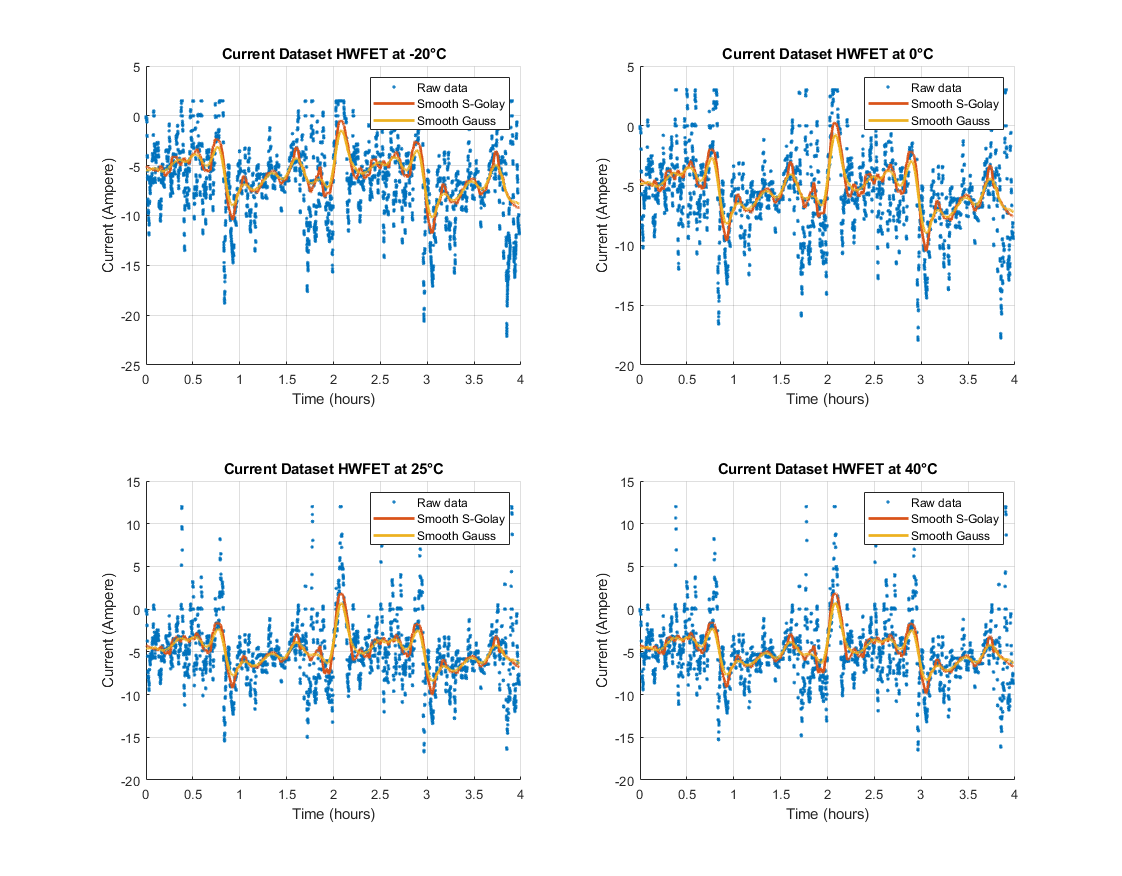 Current Dataset HWFET at -20°C
5
0
-5
-10
-15
-20
-25
Current (Ampere)
0 0.5 1 1.5 2 2.5 3 3.5 4
Time (hours)
Raw data
Smooth S-Golay
Smooth Gauss
Current Dataset HWFET at 0°C
5
0
-5
-10
-15
-20
Current (Ampere)
0 0.5 1 1.5 2 2.5 3 3.5 4
Time (hours)
Raw data
Smooth S-Golay
Smooth Gauss
Current Dataset HWFET at 25°C
15
10
5
0
-5
-10
-15
-20
Current (Ampere)
0 0.5 1 1.5 2 2.5 3 3.5 4
Time (hours)
Raw data
Smooth S-Golay
Smooth Gauss
Current Dataset HWFET at 40°C
15
10
5
0
-5
-10
-15
-20
Current (Ampere)
0 0.5 1 1.5 2 2.5 3 3.5 4
Time (hours)
Raw data
Smooth S-Golay
Smooth Gauss